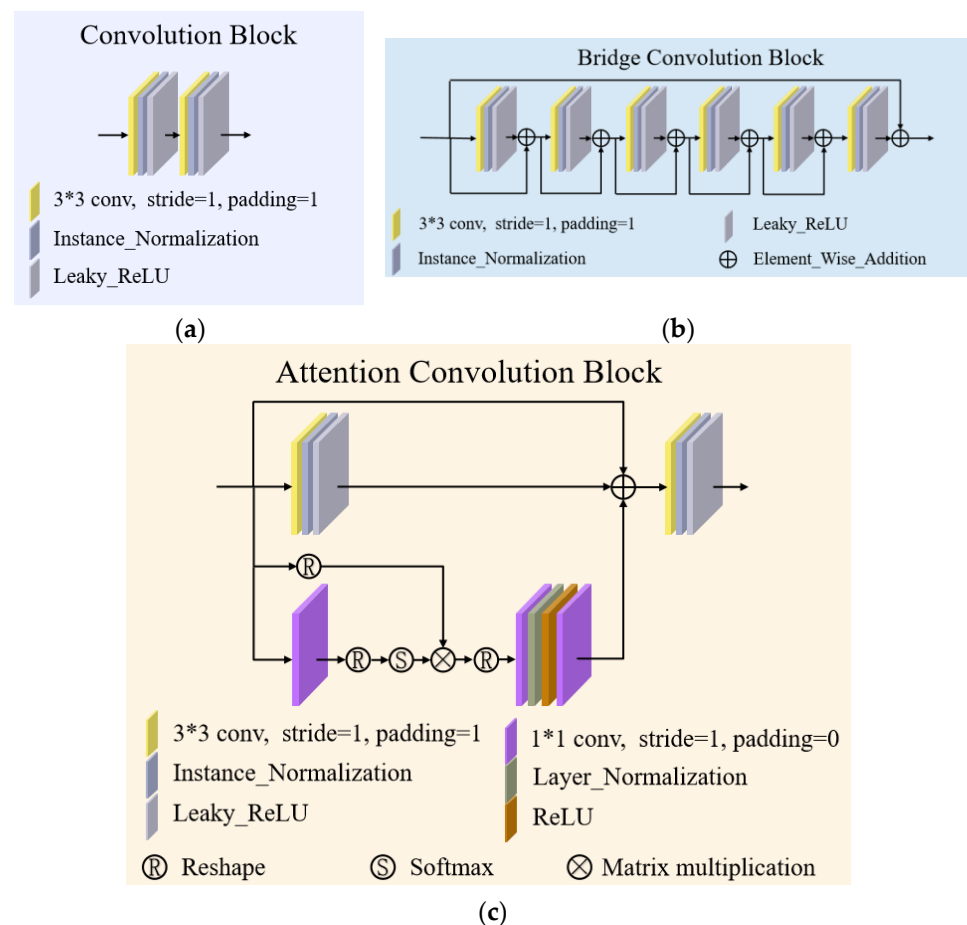 Convolution Block
3*3 conv, stride=1, padding=1
Instance_Normalization
Leaky_ReLU
(a)
Bridge Convolution Block
3*3 conv, stride=1, padding=1
Leaky_ReLU
Instance_Normalization
Element_Wise_Addition
(b)
Attention Convolution Block
R
R
S
R
3*3 conv, stride=1, padding=1
Instance_Normalization
Leaky_ReLU
1*1 conv, stride=1, padding=0
Layer_Normalization
ReLU
R Reshape
S Softmax
Matrix multiplication
(c)